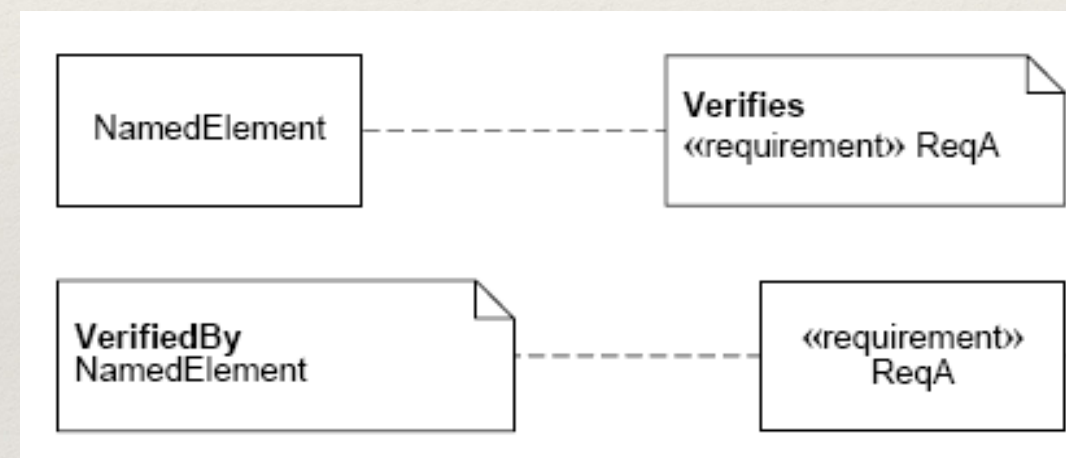 NamedElement
Verifies
«requirement» ReqA
VerifiedBy
NamedElement
«requirement»
ReqA